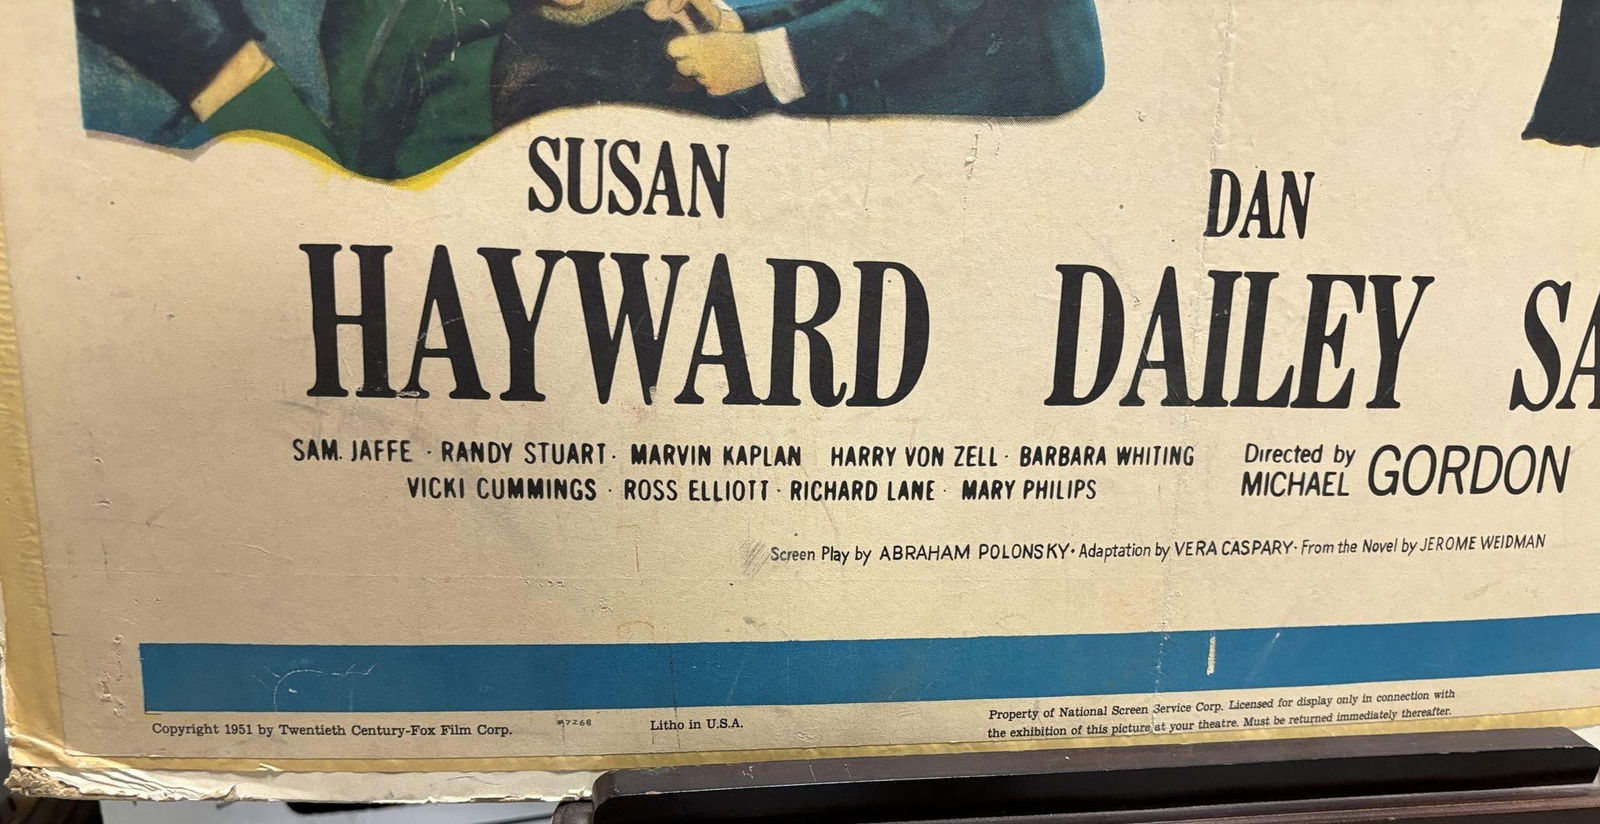 SUSAN
HAYWARD
DAN
DAILEY
SA
SAM JAFFE · RANDY STUART · MARVIN KAPLAN HARRY VON ZELL · BARBARA WHITING
VICKI CUMMINGS · ROSS ELLIOTT · RICHARD LANE · MARY PHILIPS
Directed by
MICHAEL GORDON
Screen Play by ABRAHAM POLONSKY · Adaptation by VERA CASPARY · From the Novel by JEROME WEIDMAN
Copyright 1951 by Twentieth Century-Fox Film Corp.
7268
Litho in U.S.A.
Property of National Screen Service Corp. Licensed for display only in connection with
the exhibition of this picture at your theatre. Must be returned immediately thereafter.